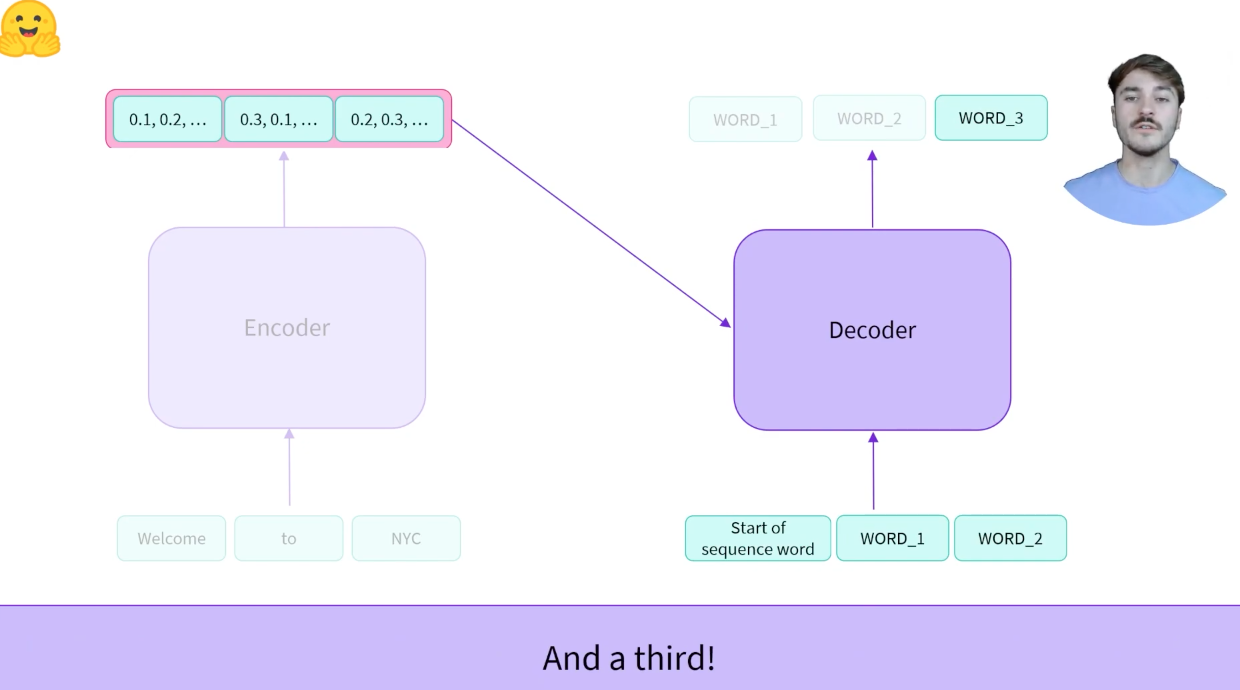 0.1, 0.2, …
0.3, 0.1, …
0.2, 0.3, …
WORD_1
WORD_2
WORD_3
Encoder
Decoder
Welcome
to
NYC
Start of
sequence word
WORD_1
WORD_2
And a third!